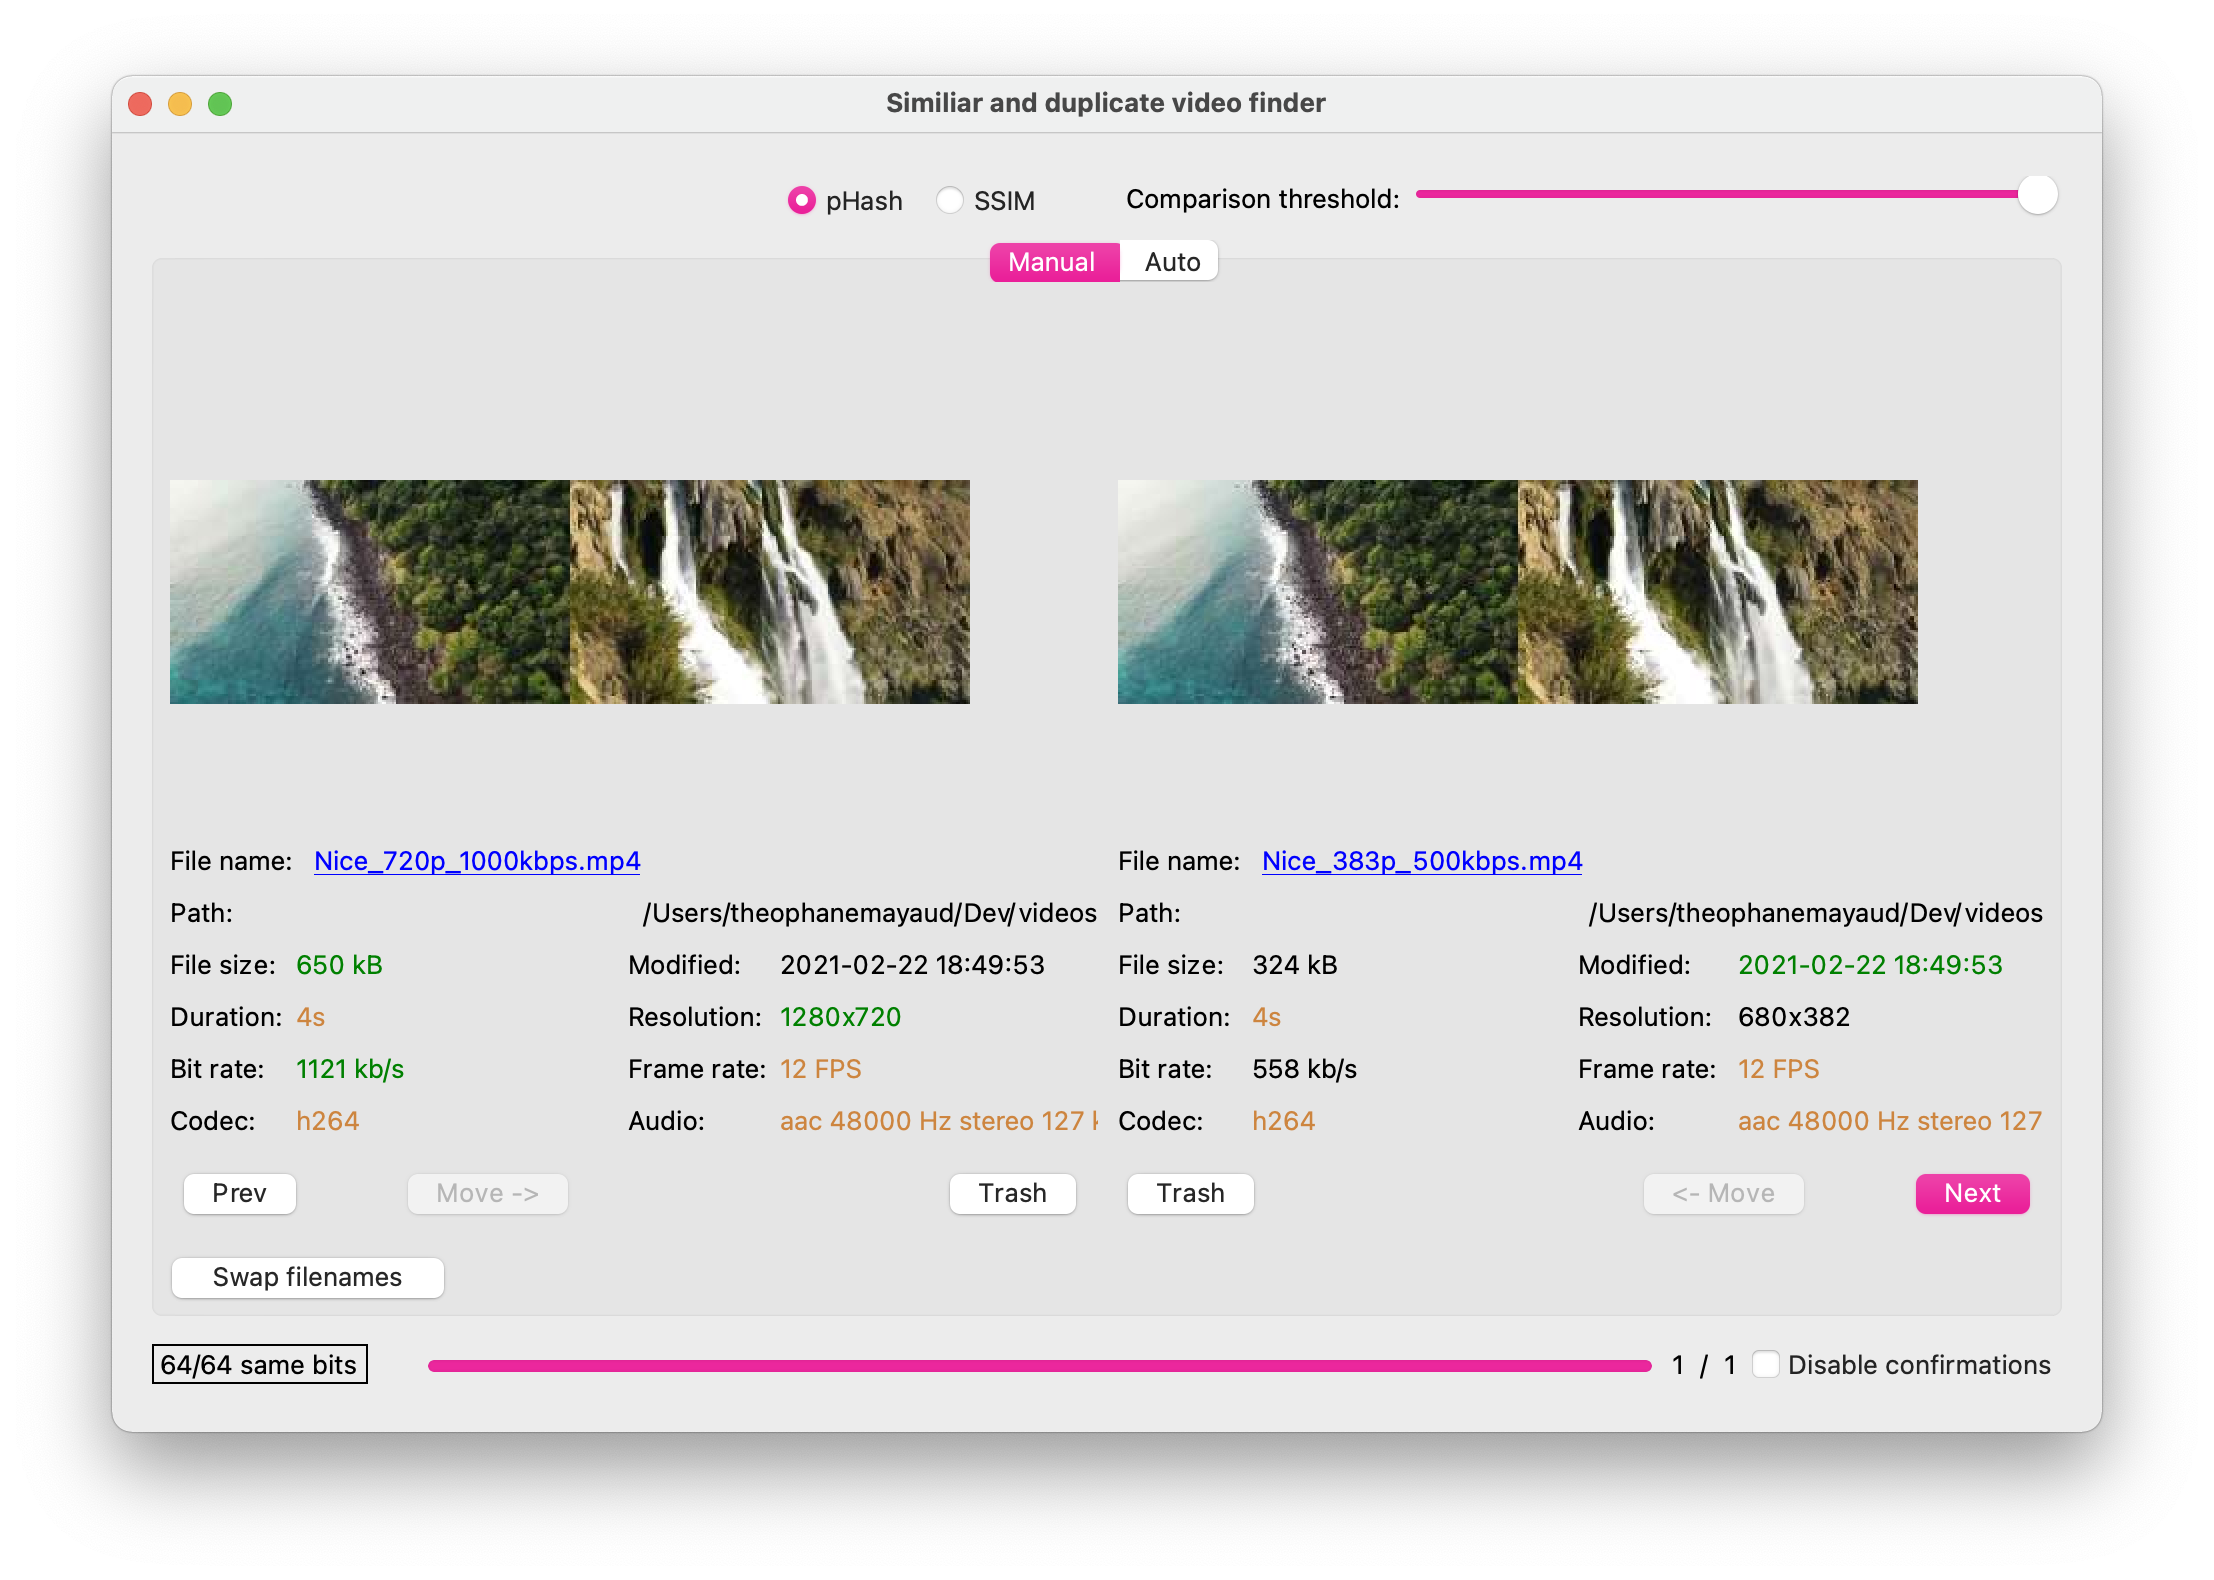 Similiar and duplicate video finder
pHash SSIM Comparison threshold:
Manual Auto
File name: Nice_720p_1000kbps.mp4 File name: Nice_383p_500kbps.mp4
Path: /Users/theophanemayaud/Dev/videos Path: /Users/theophanemayaud/Dev/videos
File size: 650 kB Modified: 2021-02-22 18:49:53 File size: 324 kB Modified: 2021-02-22 18:49:53
Duration: 4s Resolution: 1280x720 Duration: 4s Resolution: 680x382
Bit rate: 1121 kb/s Frame rate: 12 FPS Bit rate: 558 kb/s Frame rate: 12 FPS
Codec: h264 Audio: aac 48000 Hz stereo 127 Codec: h264 Audio: aac 48000 Hz stereo 127
Prev Move -> Trash Trash <- Move Next
Swap filenames
64/64 same bits 1 / 1 Disable confirmations